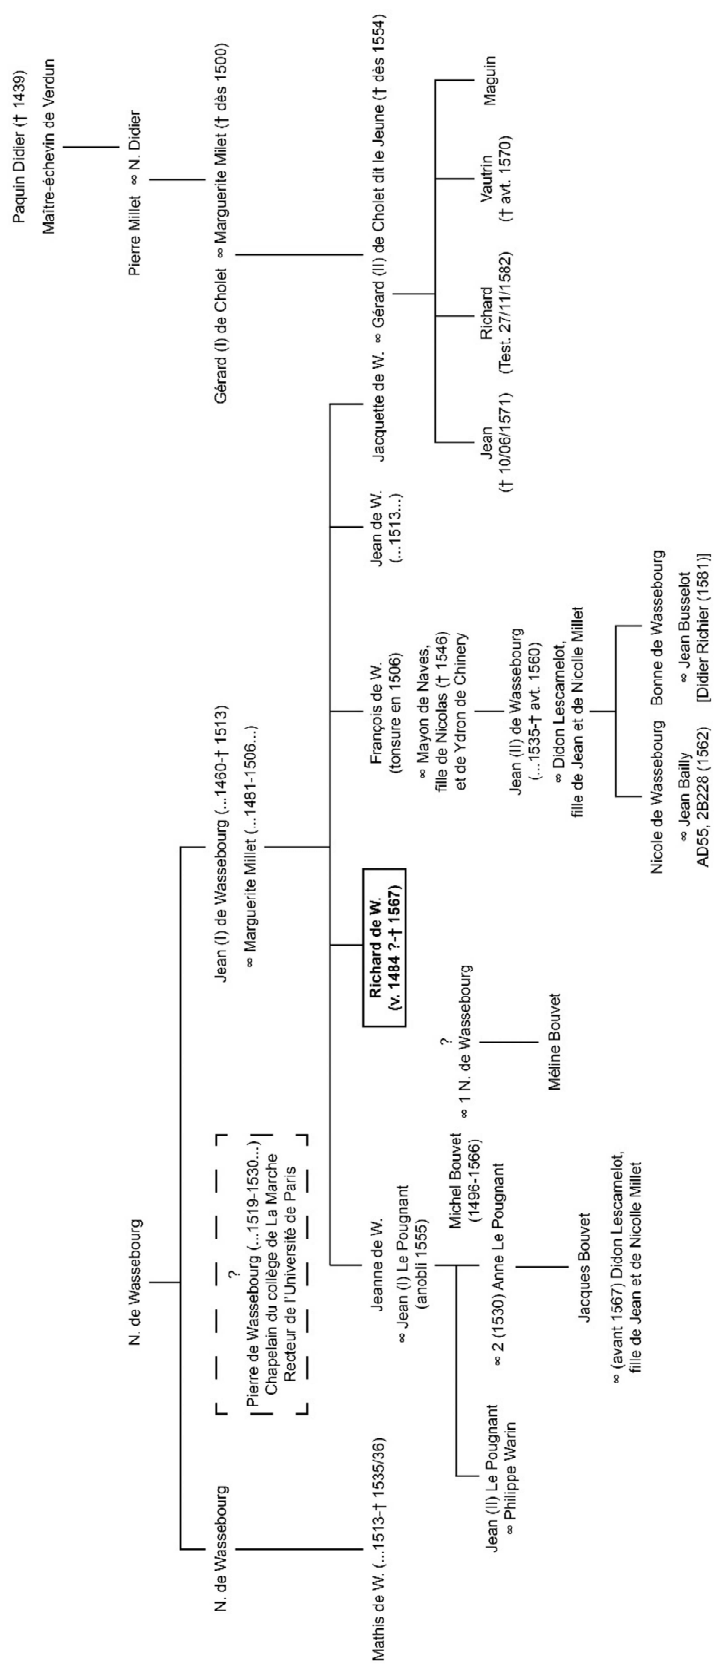 Paquin Didier († 1439)
Maître-échevin de Verdun
Pierre Millet ∞ N. Didier
N. de Wassebourg
N. de Wassebourg
?
Pierre de Wassebourg (...1519-1530...)
Chapelain du collège de La Marche
Recteur de l'Université de Paris
Jean (I) de Wassebourg (...1460-† 1513)
∞ Marguerite Millet (...1481-1506...)
Gérard (I) de Cholet ∞ Marguerite Milet († dès 1500)
Mathis de W. (...1513-† 1535/36)
Jeanne de W.
∞ Jean (I) Le Pougnant
(anobli 1555)
Richard de W.
(v. 1484 ?-† 1567)
François de W.
(tonsure en 1506)
∞ Mayon de Naves,
fille de Nicolas († 1546)
et de Ydron de Chinery
Jean de W.
(...1513...)
Jacquette de W. ∞ Gérard (II) de Cholet dit le Jeune († dès 1554)
Jean (II) Le Pougnant
∞ Philippe Warin
Michel Bouvet
(1496-1566)
∞ 2 (1530) Anne Le Pougnant
?
∞ 1 N. de Wassebourg
Jean (II) de Wassebourg
(...1535-† avt. 1560)
∞ Didon Lescamelot,
fille de Jean et de Nicolle Millet
Jean
(† 10/06/1571)
Richard
(Test. 27/11/1582)
Vautrin
(† avt. 1570)
Maguin
Jacques Bouvet
∞ (avant 1567) Didon Lescamelot,
fille de Jean et de Nicolle Millet
Méline Bouvet
Nicole de Wassebourg
∞ Jean Bailly
AD55, 2B228 (1562)
Bonne de Wassebourg
∞ Jean Busselot
[Didier Richier (1581)]